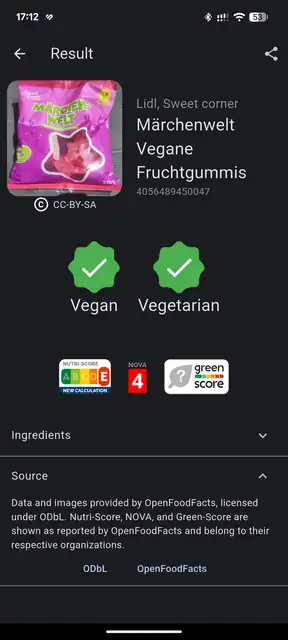 17:12
53
Result
Lidl, Sweet corner
Märchenwelt
Vegane
Fruchtgummis
4056489450047
MÄRCHEN
WELT
CC-BY-SA
Vegan
Vegetarian
NUTRI-SCORE
A B C D E
NEW CALCULATION
NOVA
4
?
green
score
Ingredients
Source
Data and images provided by OpenFoodFacts, licensed
under ODbL. Nutri-Score, NOVA, and Green-Score are
shown as reported by OpenFoodFacts and belong to their
respective organizations.
ODbL
OpenFoodFacts